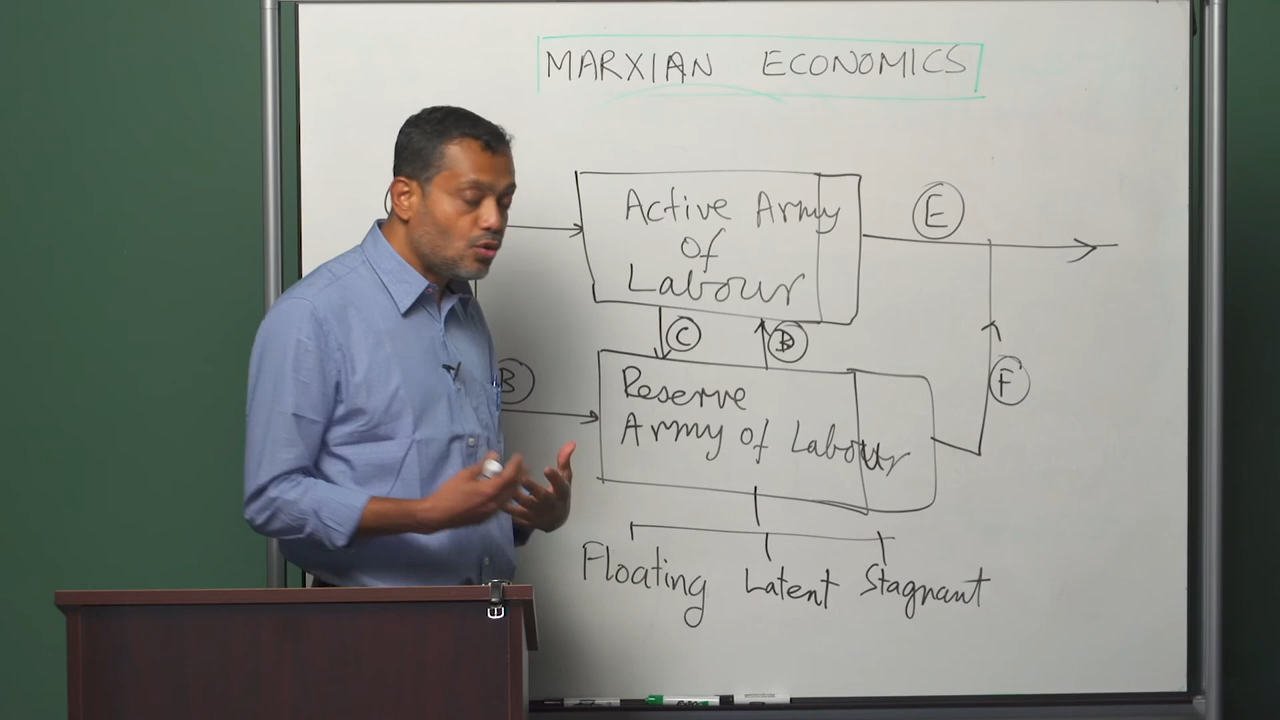 MARXIAN ECONOMICS
Active Army
of
Labour
E
C
D
B
Reserve
Army of Labour
F
Floating Latent Stagnant